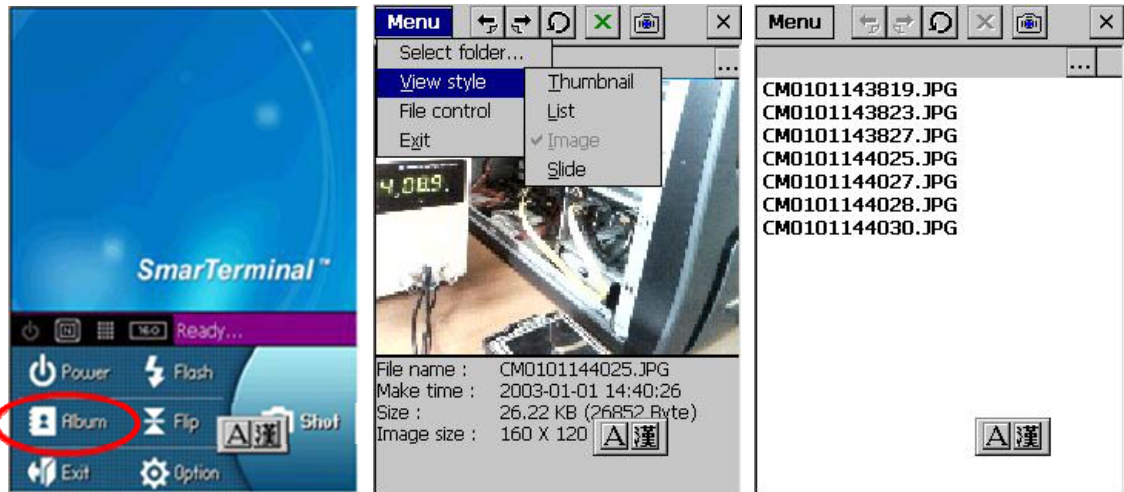 SmarTerminal™
160
Ready...
Power
Flash
Album
Flip
Shot
Exit
Option
A漢
Menu
Select folder...
View style
File control
Exit
Thumbnail
List
Image
Slide
...
4,089.
File name : CM0101144025.JPG
Make time : 2003-01-01 14:40:26
Size : 26.22 KB (26852 Byte)
Image size : 160 X 120
A漢
Menu
...
CM0101143819.JPG
CM0101143823.JPG
CM0101143827.JPG
CM0101144025.JPG
CM0101144027.JPG
CM0101144028.JPG
CM0101144030.JPG
A漢